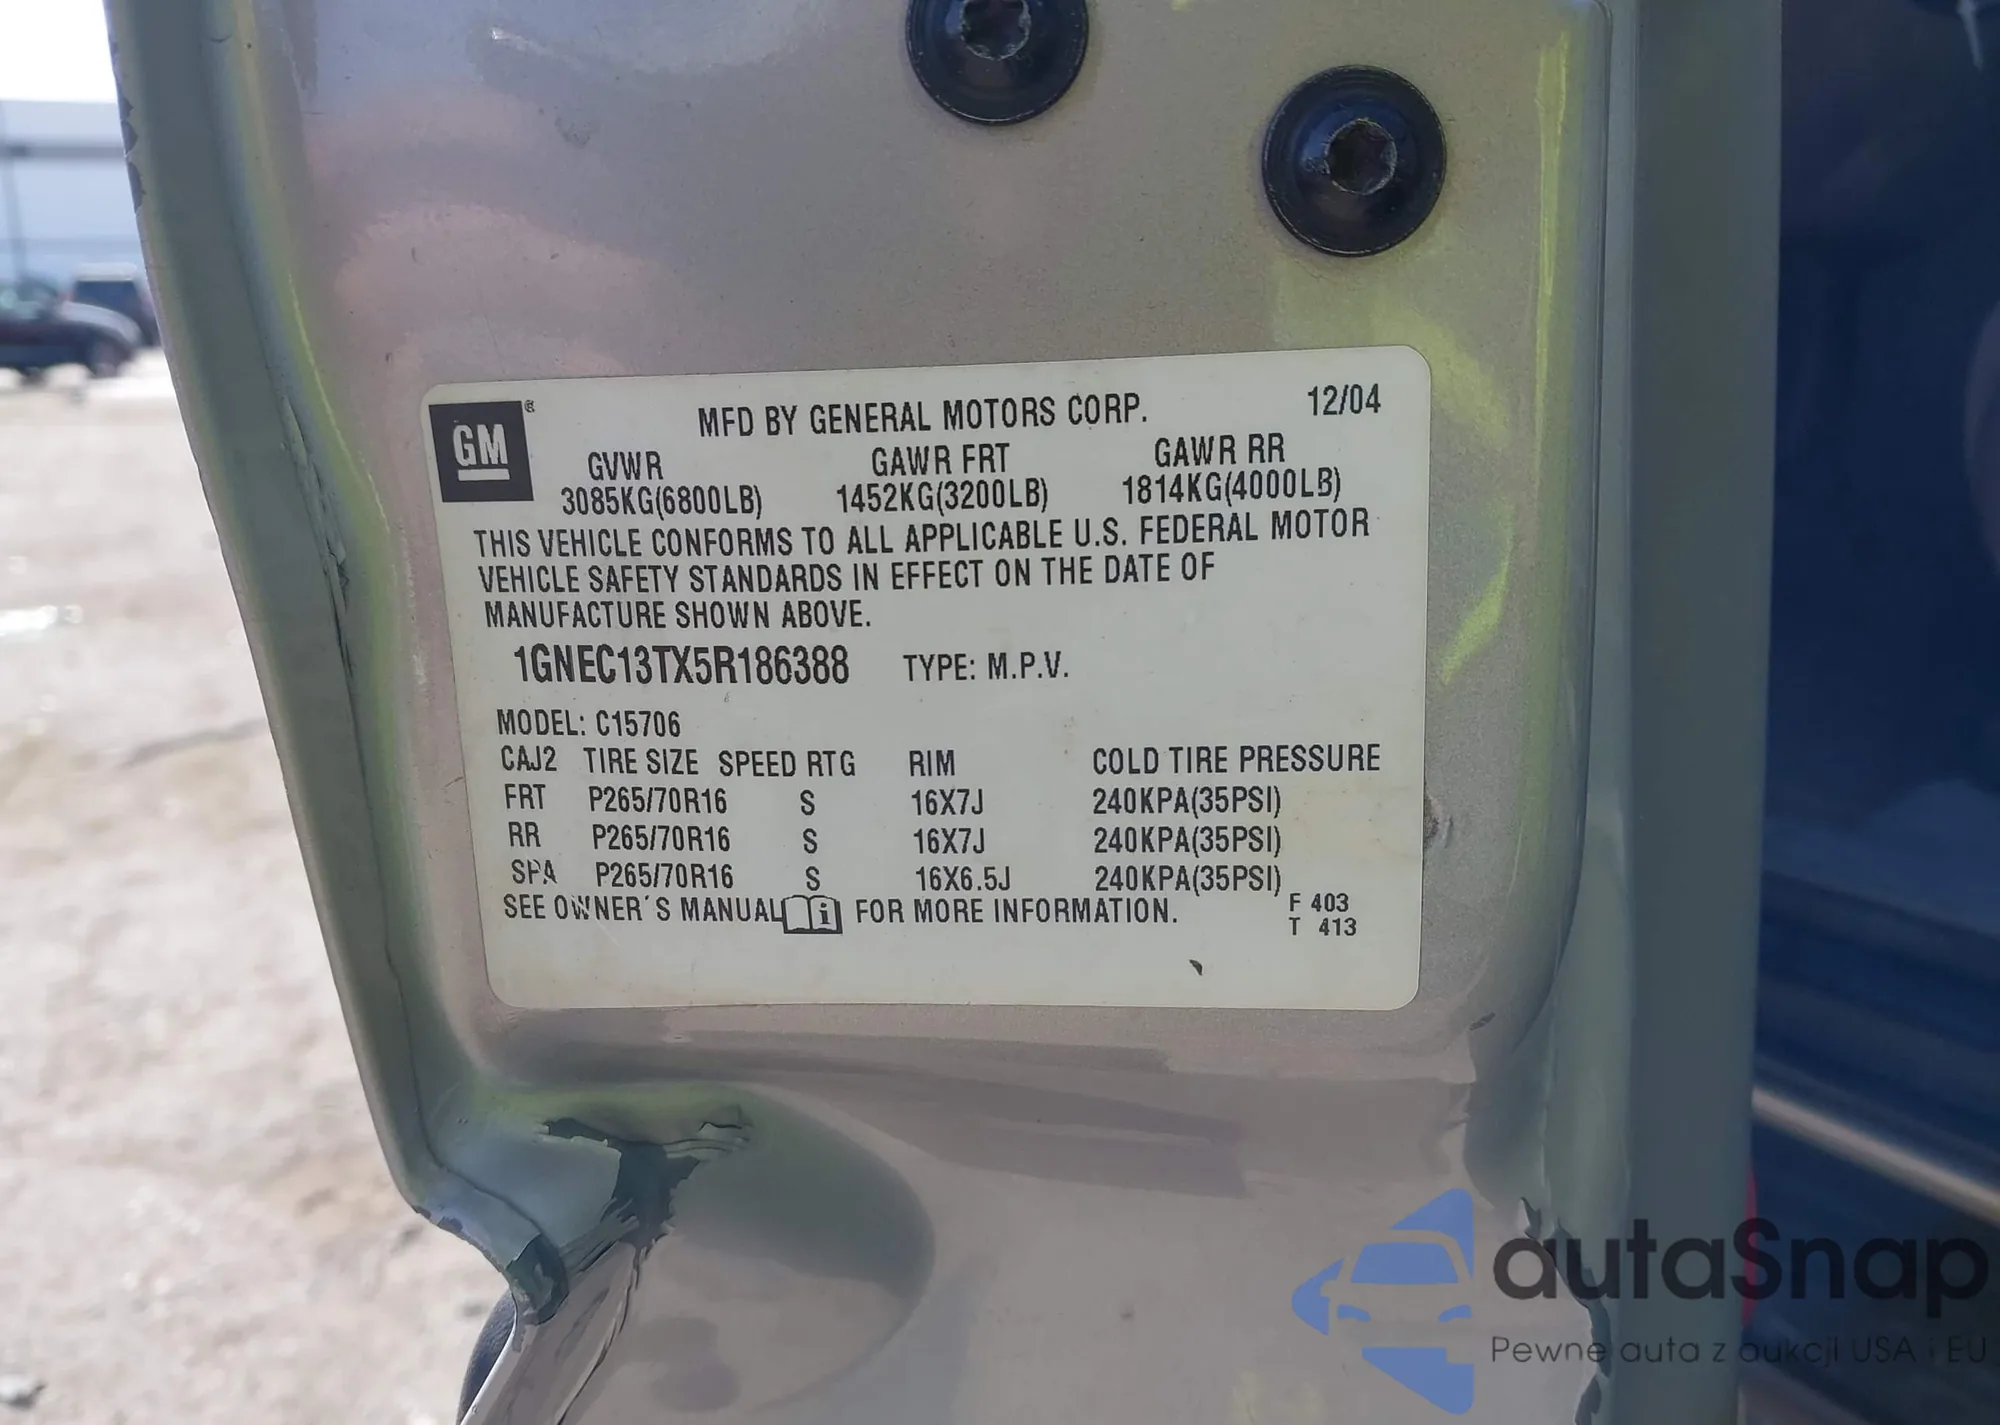 GM ®
MFD BY GENERAL MOTORS CORP. 12/04
GVWR GAWR FRT GAWR RR
3085KG(6800LB) 1452KG(3200LB) 1814KG(4000LB)
THIS VEHICLE CONFORMS TO ALL APPLICABLE U.S. FEDERAL MOTOR
VEHICLE SAFETY STANDARDS IN EFFECT ON THE DATE OF
MANUFACTURE SHOWN ABOVE.
1GNEC13TX5R186388 TYPE: M.P.V.
MODEL: C15706
CAJ2 TIRE SIZE SPEED RTG RIM COLD TIRE PRESSURE
FRT P265/70R16 S 16X7J 240KPA(35PSI)
RR P265/70R16 S 16X7J 240KPA(35PSI)
SPA P265/70R16 S 16X6.5J 240KPA(35PSI)
SEE OWNER'S MANUAL i FOR MORE INFORMATION.
F 403
T 413
autaSnap
Pewne auta z aukcji USA i EU